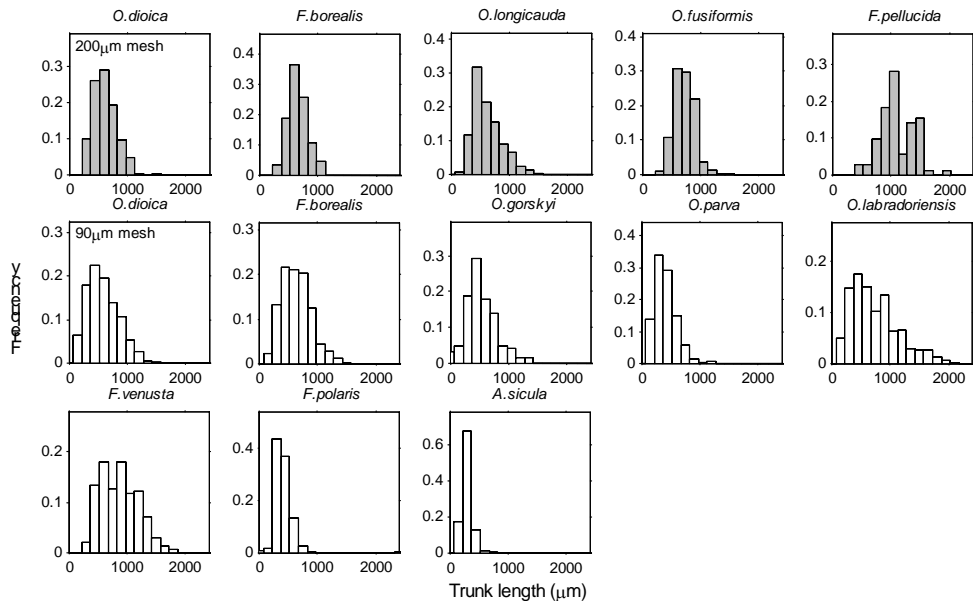 O.dioica F.borealis O.longicauda O.fusiformis F.pellucida
200μm mesh
0.4 0.4 0.4 0.4
0.3 0.3 0.3 0.3 0.3
0.2 0.2 0.2 0.2 0.2
0.1 0.1 0.1 0.1 0.1
0 0 0 0 0
0 1000 2000 0 1000 2000 0 1000 2000 0 1000 2000 0 1000 2000
O.dioica F.borealis O.gorskyi O.parva O.labradoriensis
90μm mesh
0.4
0.3 0.3 0.3 0.3
0.2 0.2 0.2 0.2 0.2
0.1 0.1 0.1 0.1 0.1
0 0 0 0 0
0 1000 2000 0 1000 2000 0 1000 2000 0 1000 2000 0 1000 2000
Frequency
F.venusta F.polaris A.sicula
0.2 0.4 0.6
0.1 0.2 0.4
0.2
0 0 0
0 1000 2000 0 1000 2000 0 1000 2000
Trunk length (μm)